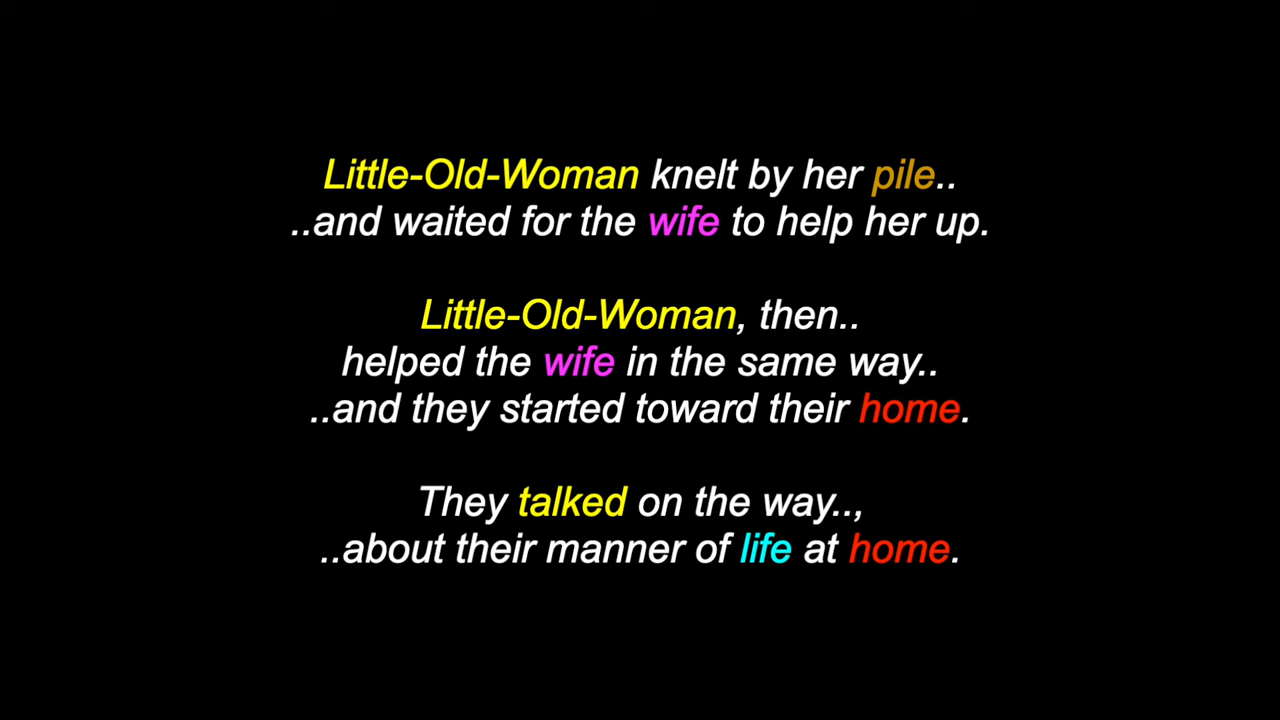 Little-Old-Woman knelt by her pile..
..and waited for the wife to help her up.
Little-Old-Woman, then..
helped the wife in the same way..
..and they started toward their home.
They talked on the way..,
..about their manner of life at home.